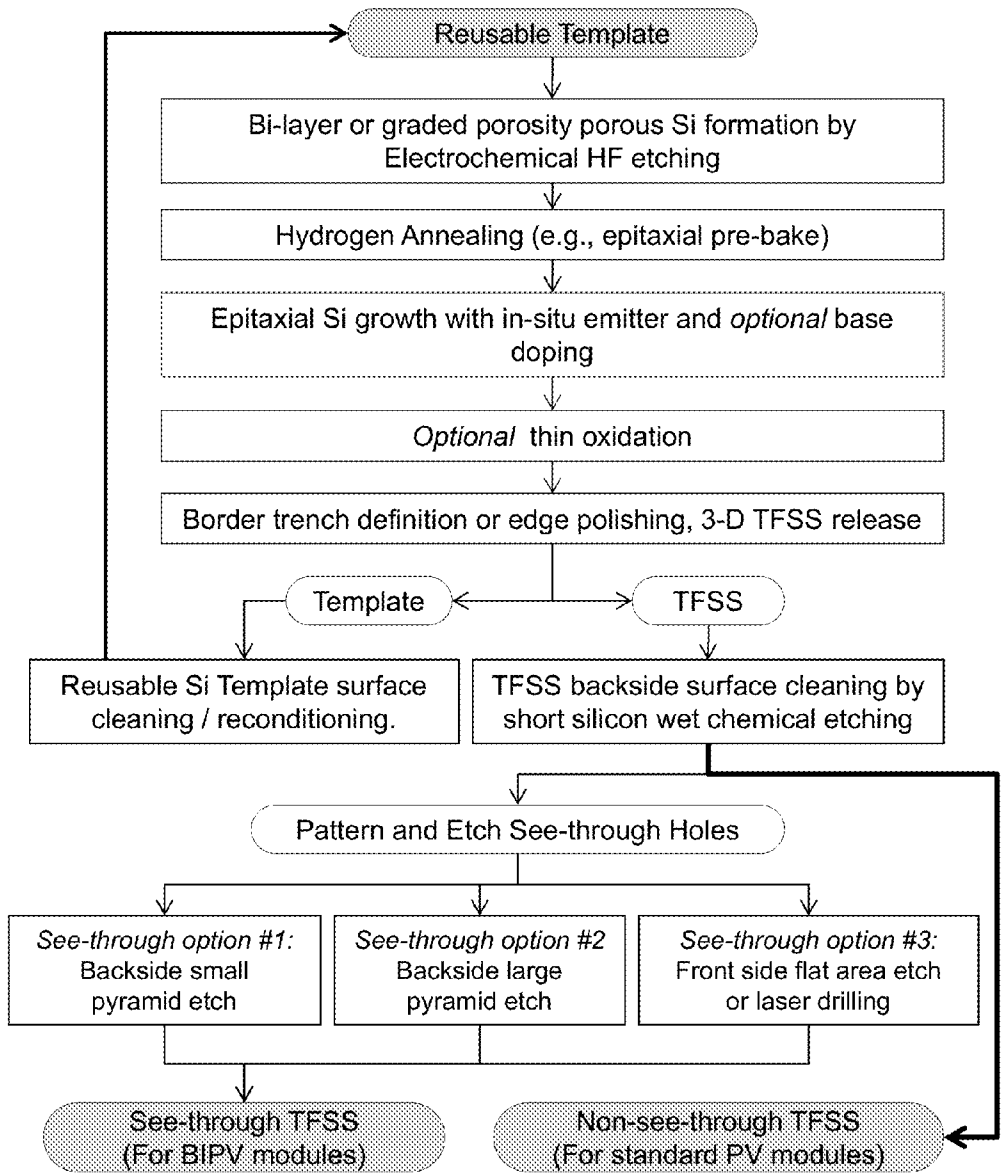 Reusable Template
Bi-layer or graded porosity porous Si formation by
Electrochemical HF etching
Hydrogen Annealing (e.g., epitaxial pre-bake)
Epitaxial Si growth with in-situ emitter and optional base
doping
Optional thin oxidation
Border trench definition or edge polishing, 3-D TFSS release
Template
TFSS
Reusable Si Template surface
cleaning / reconditioning.
TFSS backside surface cleaning by
short silicon wet chemical etching
Pattern and Etch See-through Holes
See-through option #1:
Backside small
pyramid etch
See-through option #2
Backside large
pyramid etch
See-through option #3:
Front side flat area etch
or laser drilling
See-through TFSS
(For BIPV modules)
Non-see-through TFSS
(For standard PV modules)